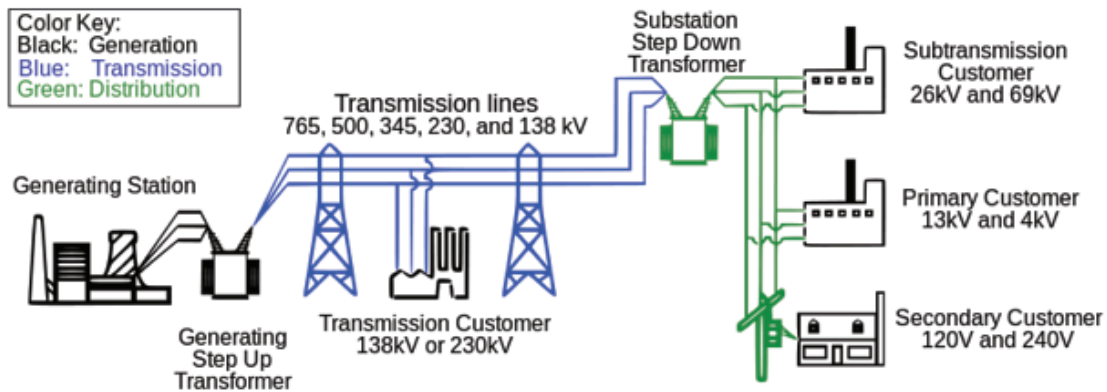 Color Key:
Black: Generation
Blue: Transmission
Green: Distribution
Substation
Step Down
Transformer
Subtransmission
Customer
26kV and 69kV
Transmission lines
765, 500, 345, 230, and 138 kV
Generating Station
Primary Customer
13kV and 4kV
Transmission Customer
138kV or 230kV
Generating
Step Up
Transformer
Secondary Customer
120V and 240V